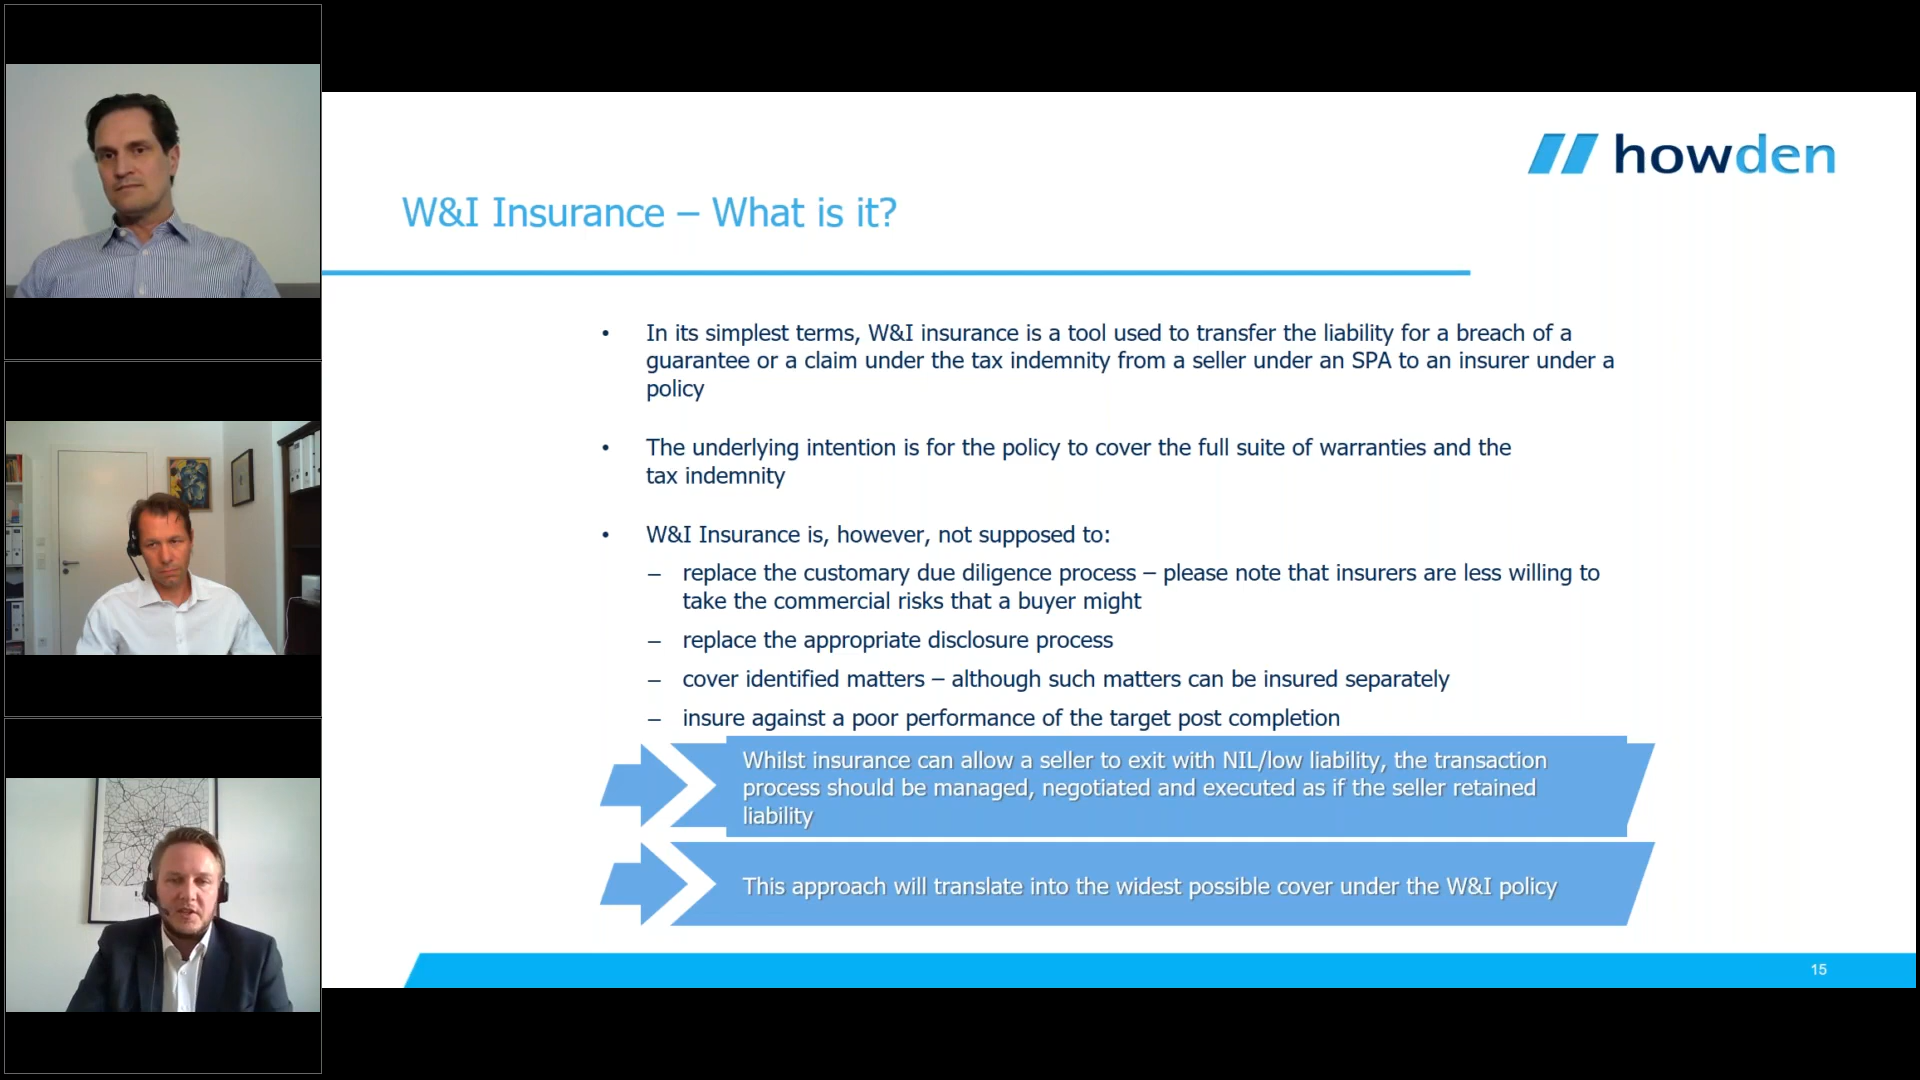 howden
W&I Insurance – What is it?
• In its simplest terms, W&I insurance is a tool used to transfer the liability for a breach of a
guarantee or a claim under the tax indemnity from a seller under an SPA to an insurer under a
policy
• The underlying intention is for the policy to cover the full suite of warranties and the
tax indemnity
• W&I Insurance is, however, not supposed to:
– replace the customary due diligence process – please note that insurers are less willing to
take the commercial risks that a buyer might
– replace the appropriate disclosure process
– cover identified matters – although such matters can be insured separately
– insure against a poor performance of the target post completion
Whilst insurance can allow a seller to exit with NIL/low liability, the transaction
process should be managed, negotiated and executed as if the seller retained
liability
This approach will translate into the widest possible cover under the W&I policy
15